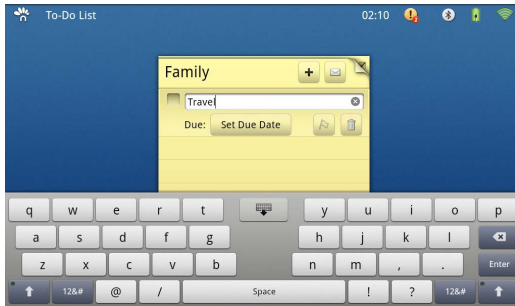 To-Do List 02:10
Family
Travel
Due: Set Due Date
q w e r t y u i o p
a s d f g h j k l
z x c v b n m , . Enter
12&# @ / Space ! ? 12&#